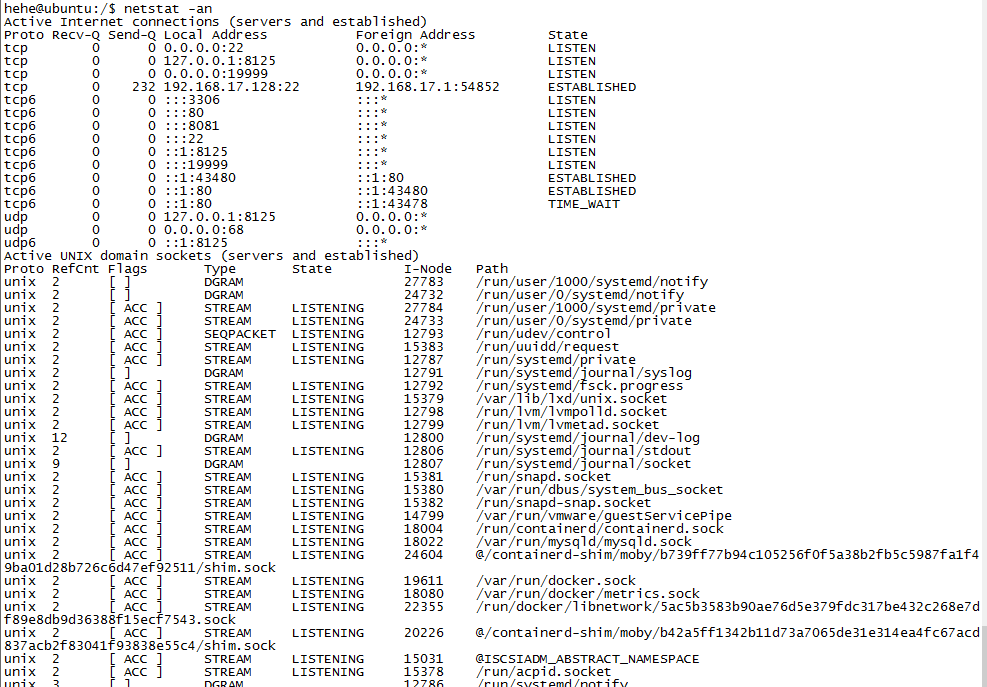 hehe@ubuntu:/$ netstat -an
Active Internet connections (servers and established)
Proto Recv-Q Send-Q Local Address           Foreign Address         State
tcp        0      0 0.0.0.0:22              0.0.0.0:*               LISTEN
tcp        0      0 127.0.0.1:8125          0.0.0.0:*               LISTEN
tcp        0      0 0.0.0.0:19999           0.0.0.0:*               LISTEN
tcp        0    232 192.168.17.128:22       192.168.17.1:54852      ESTABLISHED
tcp6       0      0 :::3306                 :::*                    LISTEN
tcp6       0      0 :::80                   :::*                    LISTEN
tcp6       0      0 :::8081                 :::*                    LISTEN
tcp6       0      0 :::22                   :::*                    LISTEN
tcp6       0      0 ::1:8125                :::*                    LISTEN
tcp6       0      0 :::19999                :::*                    LISTEN
tcp6       0      0 ::1:43480               ::1:80                  ESTABLISHED
tcp6       0      0 ::1:80                  ::1:43480               ESTABLISHED
tcp6       0      0 ::1:80                  ::1:43478               TIME_WAIT
udp        0      0 127.0.0.1:8125          0.0.0.0:*
udp        0      0 0.0.0.0:68              0.0.0.0:*
udp6       0      0 ::1:8125                :::*
Active UNIX domain sockets (servers and established)
Proto RefCnt Flags       Type       State         I-Node   Path
unix  2      [ ]         DGRAM                    27783    /run/user/1000/systemd/notify
unix  2      [ ]         DGRAM                    24732    /run/user/0/systemd/notify
unix  2      [ ACC ]     STREAM     LISTENING     27784    /run/user/1000/systemd/private
unix  2      [ ACC ]     STREAM     LISTENING     24733    /run/user/0/systemd/private
unix  2      [ ACC ]     SEQPACKET  LISTENING     12793    /run/udev/control
unix  2      [ ACC ]     STREAM     LISTENING     15383    /run/uuidd/request
unix  2      [ ACC ]     STREAM     LISTENING     12787    /run/systemd/private
unix  2      [ ]         DGRAM                    12791    /run/systemd/journal/syslog
unix  2      [ ACC ]     STREAM     LISTENING     12792    /run/systemd/fsck.progress
unix  2      [ ACC ]     STREAM     LISTENING     15379    /var/lib/lxd/unix.socket
unix  2      [ ACC ]     STREAM     LISTENING     12798    /run/lvm/lvmpolld.socket
unix  2      [ ACC ]     STREAM     LISTENING     12799    /run/lvm/lvmetad.socket
unix  12     [ ]         DGRAM                    12800    /run/systemd/journal/dev-log
unix  2      [ ACC ]     STREAM     LISTENING     12806    /run/systemd/journal/stdout
unix  9      [ ]         DGRAM                    12807    /run/systemd/journal/socket
unix  2      [ ACC ]     STREAM     LISTENING     15381    /run/snapd.socket
unix  2      [ ACC ]     STREAM     LISTENING     15380    /var/run/dbus/system_bus_socket
unix  2      [ ACC ]     STREAM     LISTENING     15382    /run/snapd-snap.socket
unix  2      [ ACC ]     STREAM     LISTENING     14799    /var/run/vmware/guestServicePipe
unix  2      [ ACC ]     STREAM     LISTENING     18004    /run/containerd/containerd.sock
unix  2      [ ACC ]     STREAM     LISTENING     18022    /var/run/mysqld/mysqld.sock
unix  2      [ ACC ]     STREAM     LISTENING     24604    @/containerd-shim/moby/b739ff77b94c105256f0f5a38b2fb5c5987fa1f4
9ba01d28b726c6d47ef92511/shim.sock
unix  2      [ ACC ]     STREAM     LISTENING     19611    /var/run/docker.sock
unix  2      [ ACC ]     STREAM     LISTENING     18080    /var/run/docker/metrics.sock
unix  2      [ ACC ]     STREAM     LISTENING     22355    /run/docker/libnetwork/5ac5b3583b90ae76d5e379fdc317be432c268e7d
f89e8db9d36388f15ecf7543.sock
unix  2      [ ACC ]     STREAM     LISTENING     20226    @/containerd-shim/moby/b42a5ff1342b11d73a7065de31e314ea4fc67acd
837acb2f83041f93838e55c4/shim.sock
unix  2      [ ACC ]     STREAM     LISTENING     15031    @ISCSIADM_ABSTRACT_NAMESPACE
unix  2      [ ACC ]     STREAM     LISTENING     15378    /run/acpid.socket
unix  3      [ ]         DGRAM                    12786    /run/systemd/notify